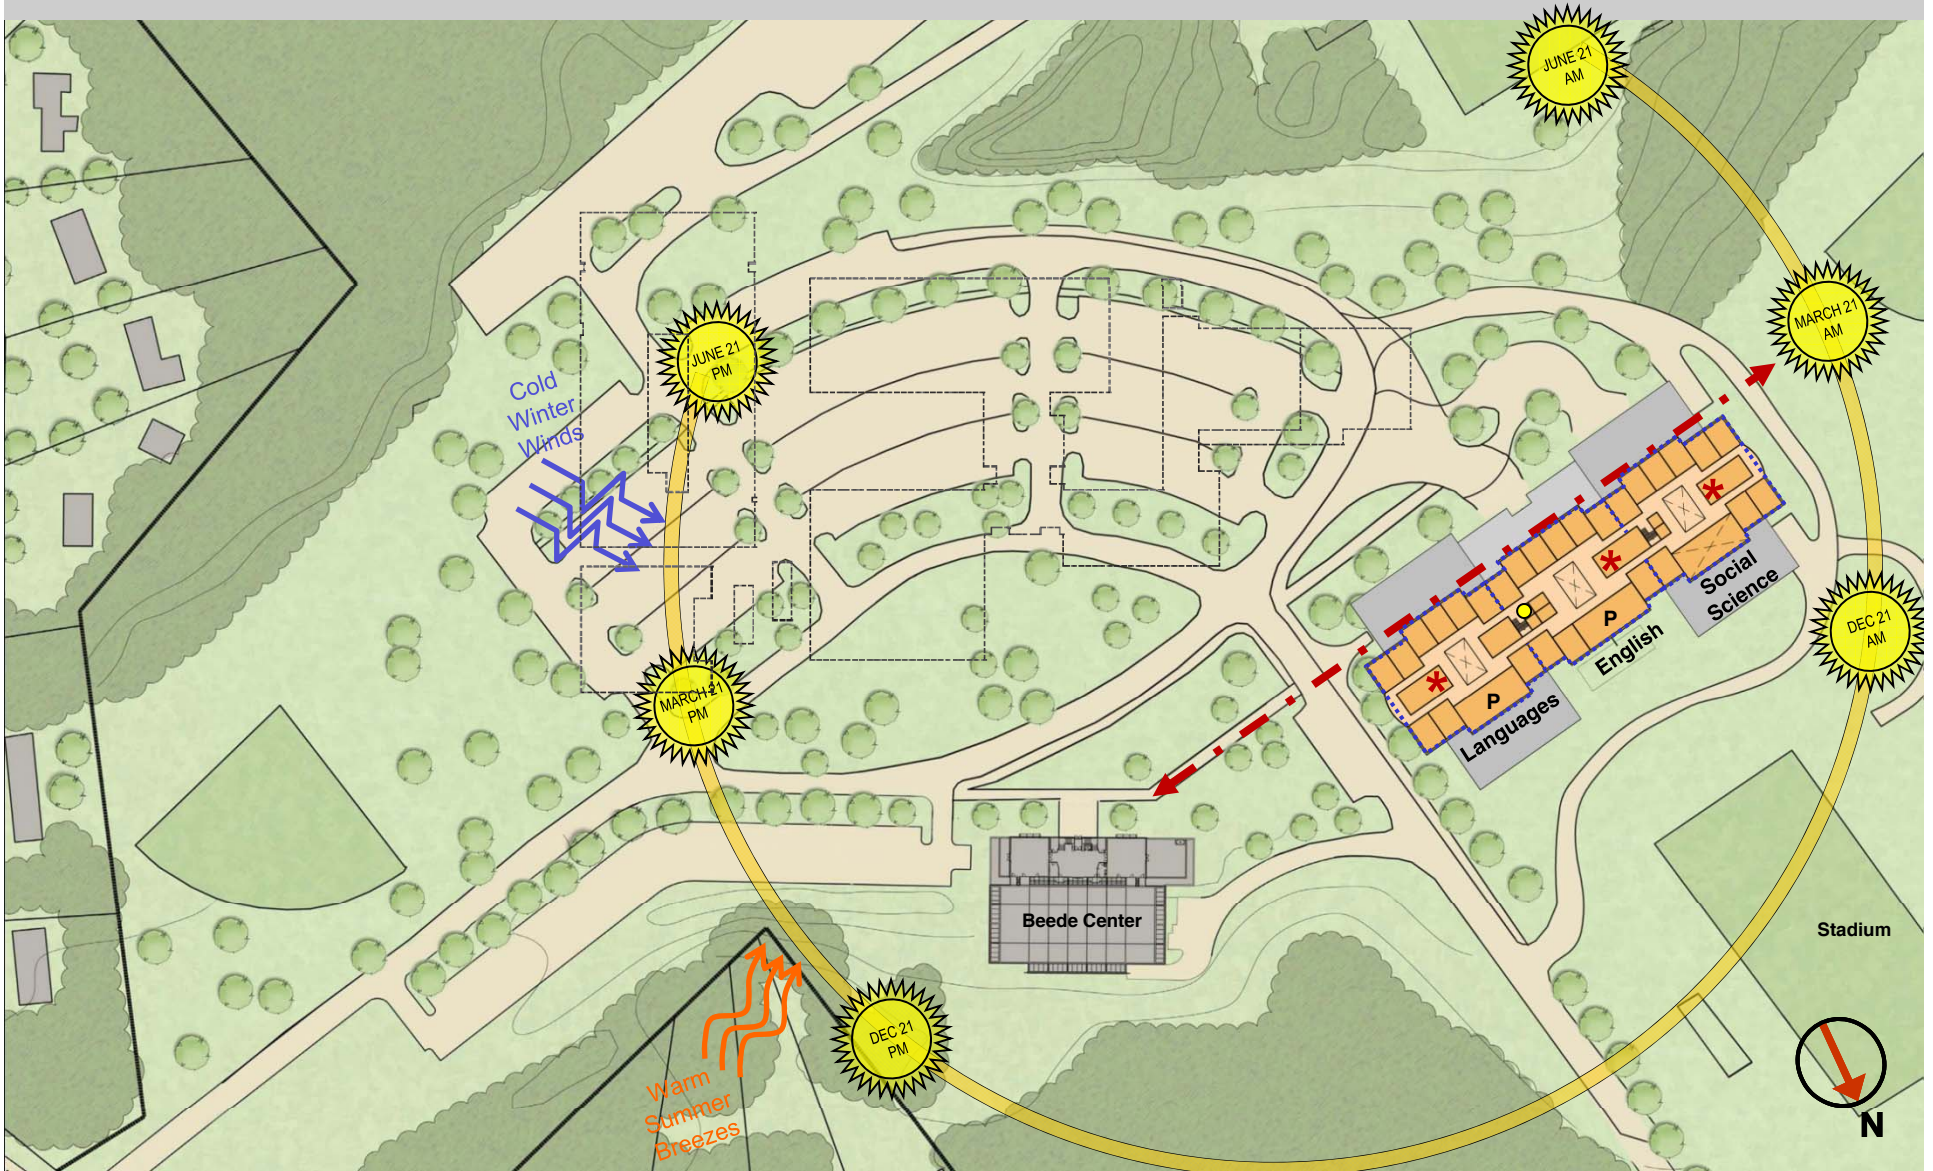 JUNE 21
AM
MARCH 21
AM
JUNE 21
PM
Cold
Winter
Winds
*
*
*
P
P
Social
Science
English
Languages
DEC 21
AM
MARCH 21
PM
Beede Center
Stadium
DEC 21
PM
Warm
Summer
Breezes
N